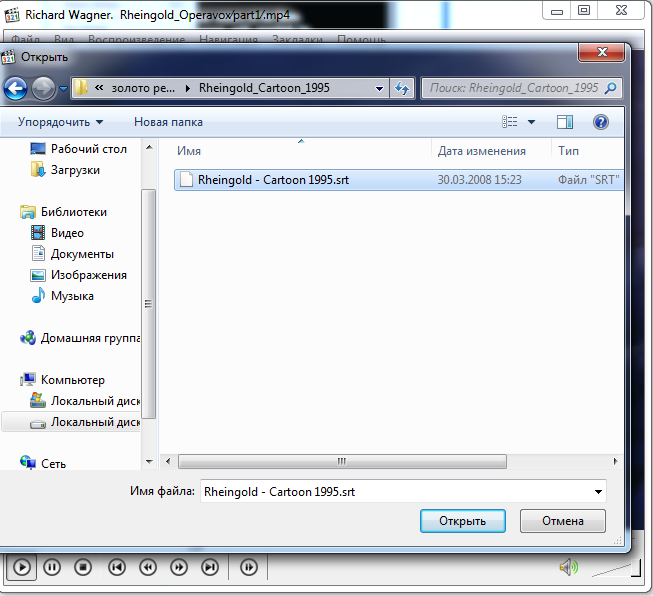 Richard Wagner. Rheingold_Operavox/part1/.mp4
Файл Вид Воспроизведение Навигация Закладки Помощь
Открыть
« золото ре... Rheingold_Cartoon_1995
Поиск: Rheingold_Cartoon_1995
Упорядочить Новая папка
Рабочий стол
Загрузки
Библиотеки
Видео
Документы
Изображения
Музыка
Домашняя группа
Компьютер
Локальный диск
Локальный диск
Сеть
Имя Дата изменения Тип
Rheingold - Cartoon 1995.srt 30.03.2008 15:23 Файл "SRT"
Имя файла: Rheingold - Cartoon 1995.srt
Открыть Отмена